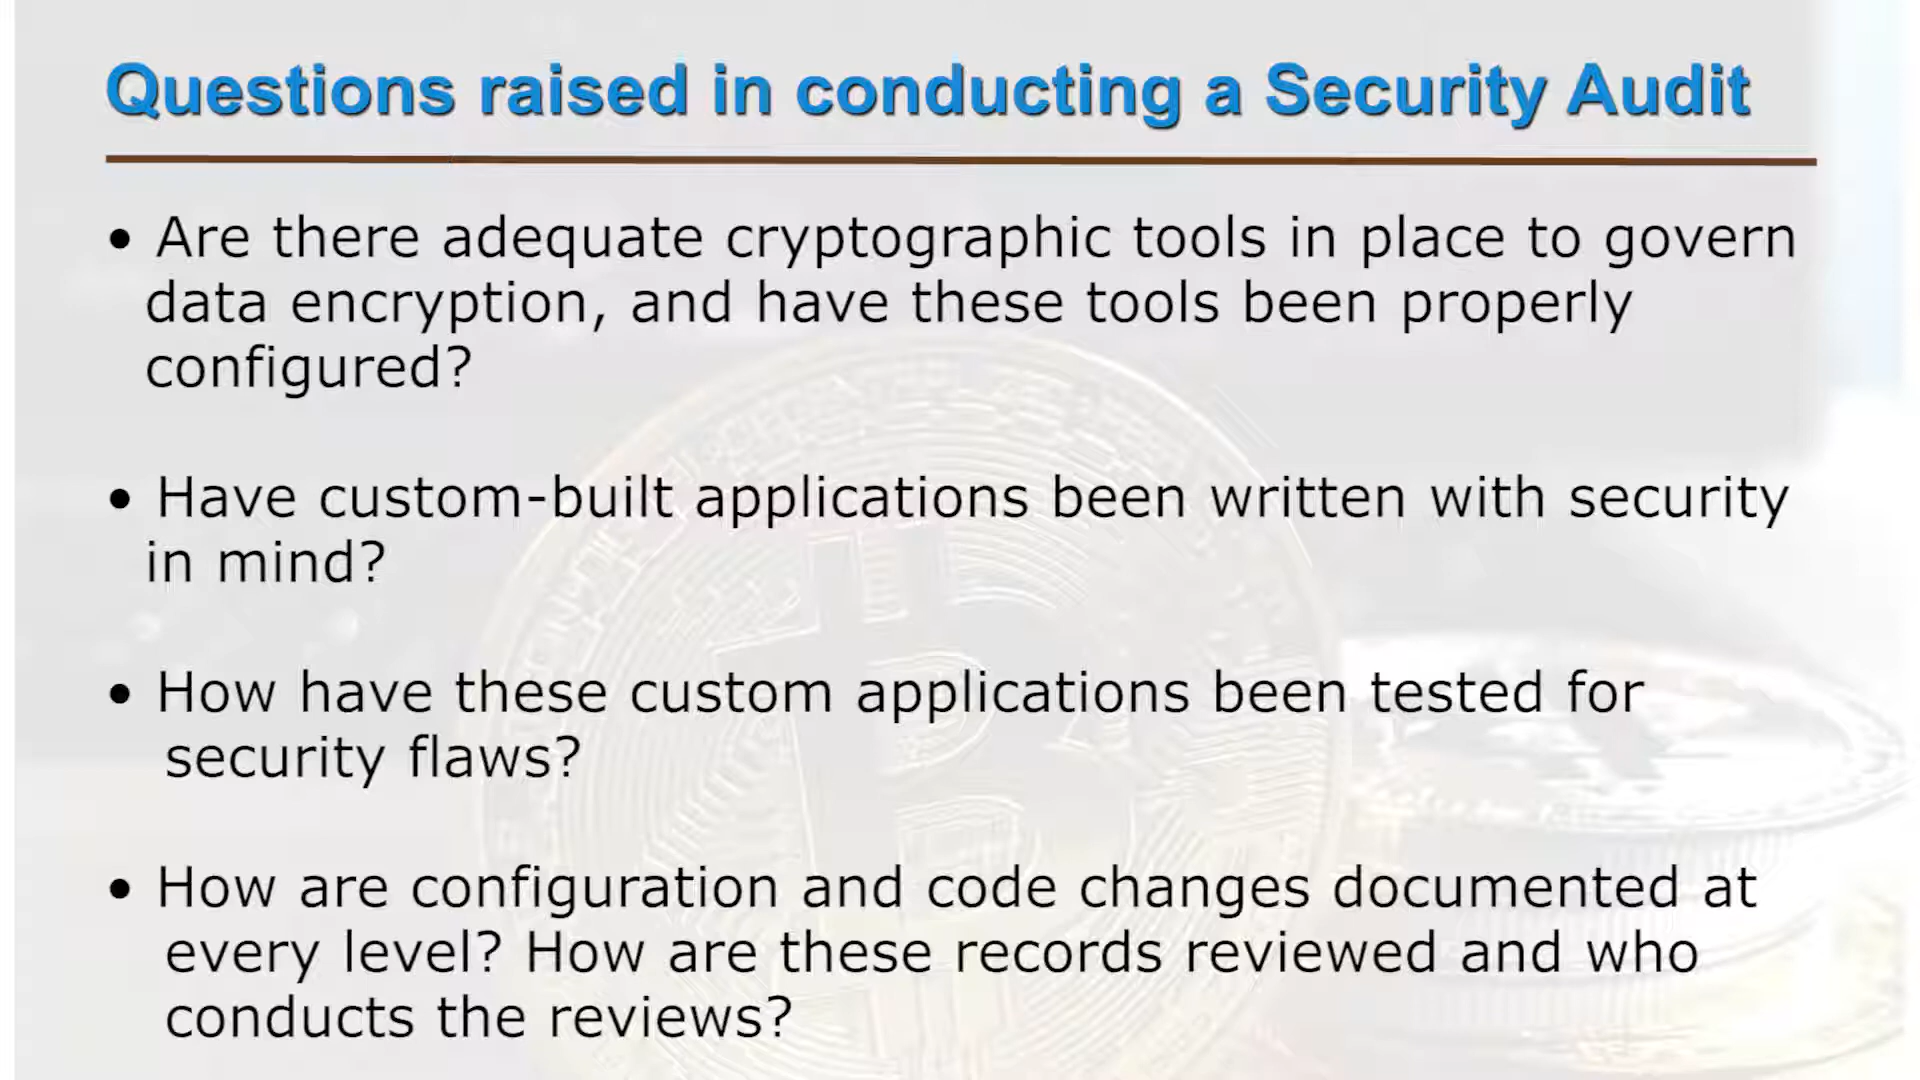 Questions raised in conducting a Security Audit
• Are there adequate cryptographic tools in place to govern
data encryption, and have these tools been properly
configured?
• Have custom-built applications been written with security
in mind?
• How have these custom applications been tested for
security flaws?
• How are configuration and code changes documented at
every level? How are these records reviewed and who
conducts the reviews?